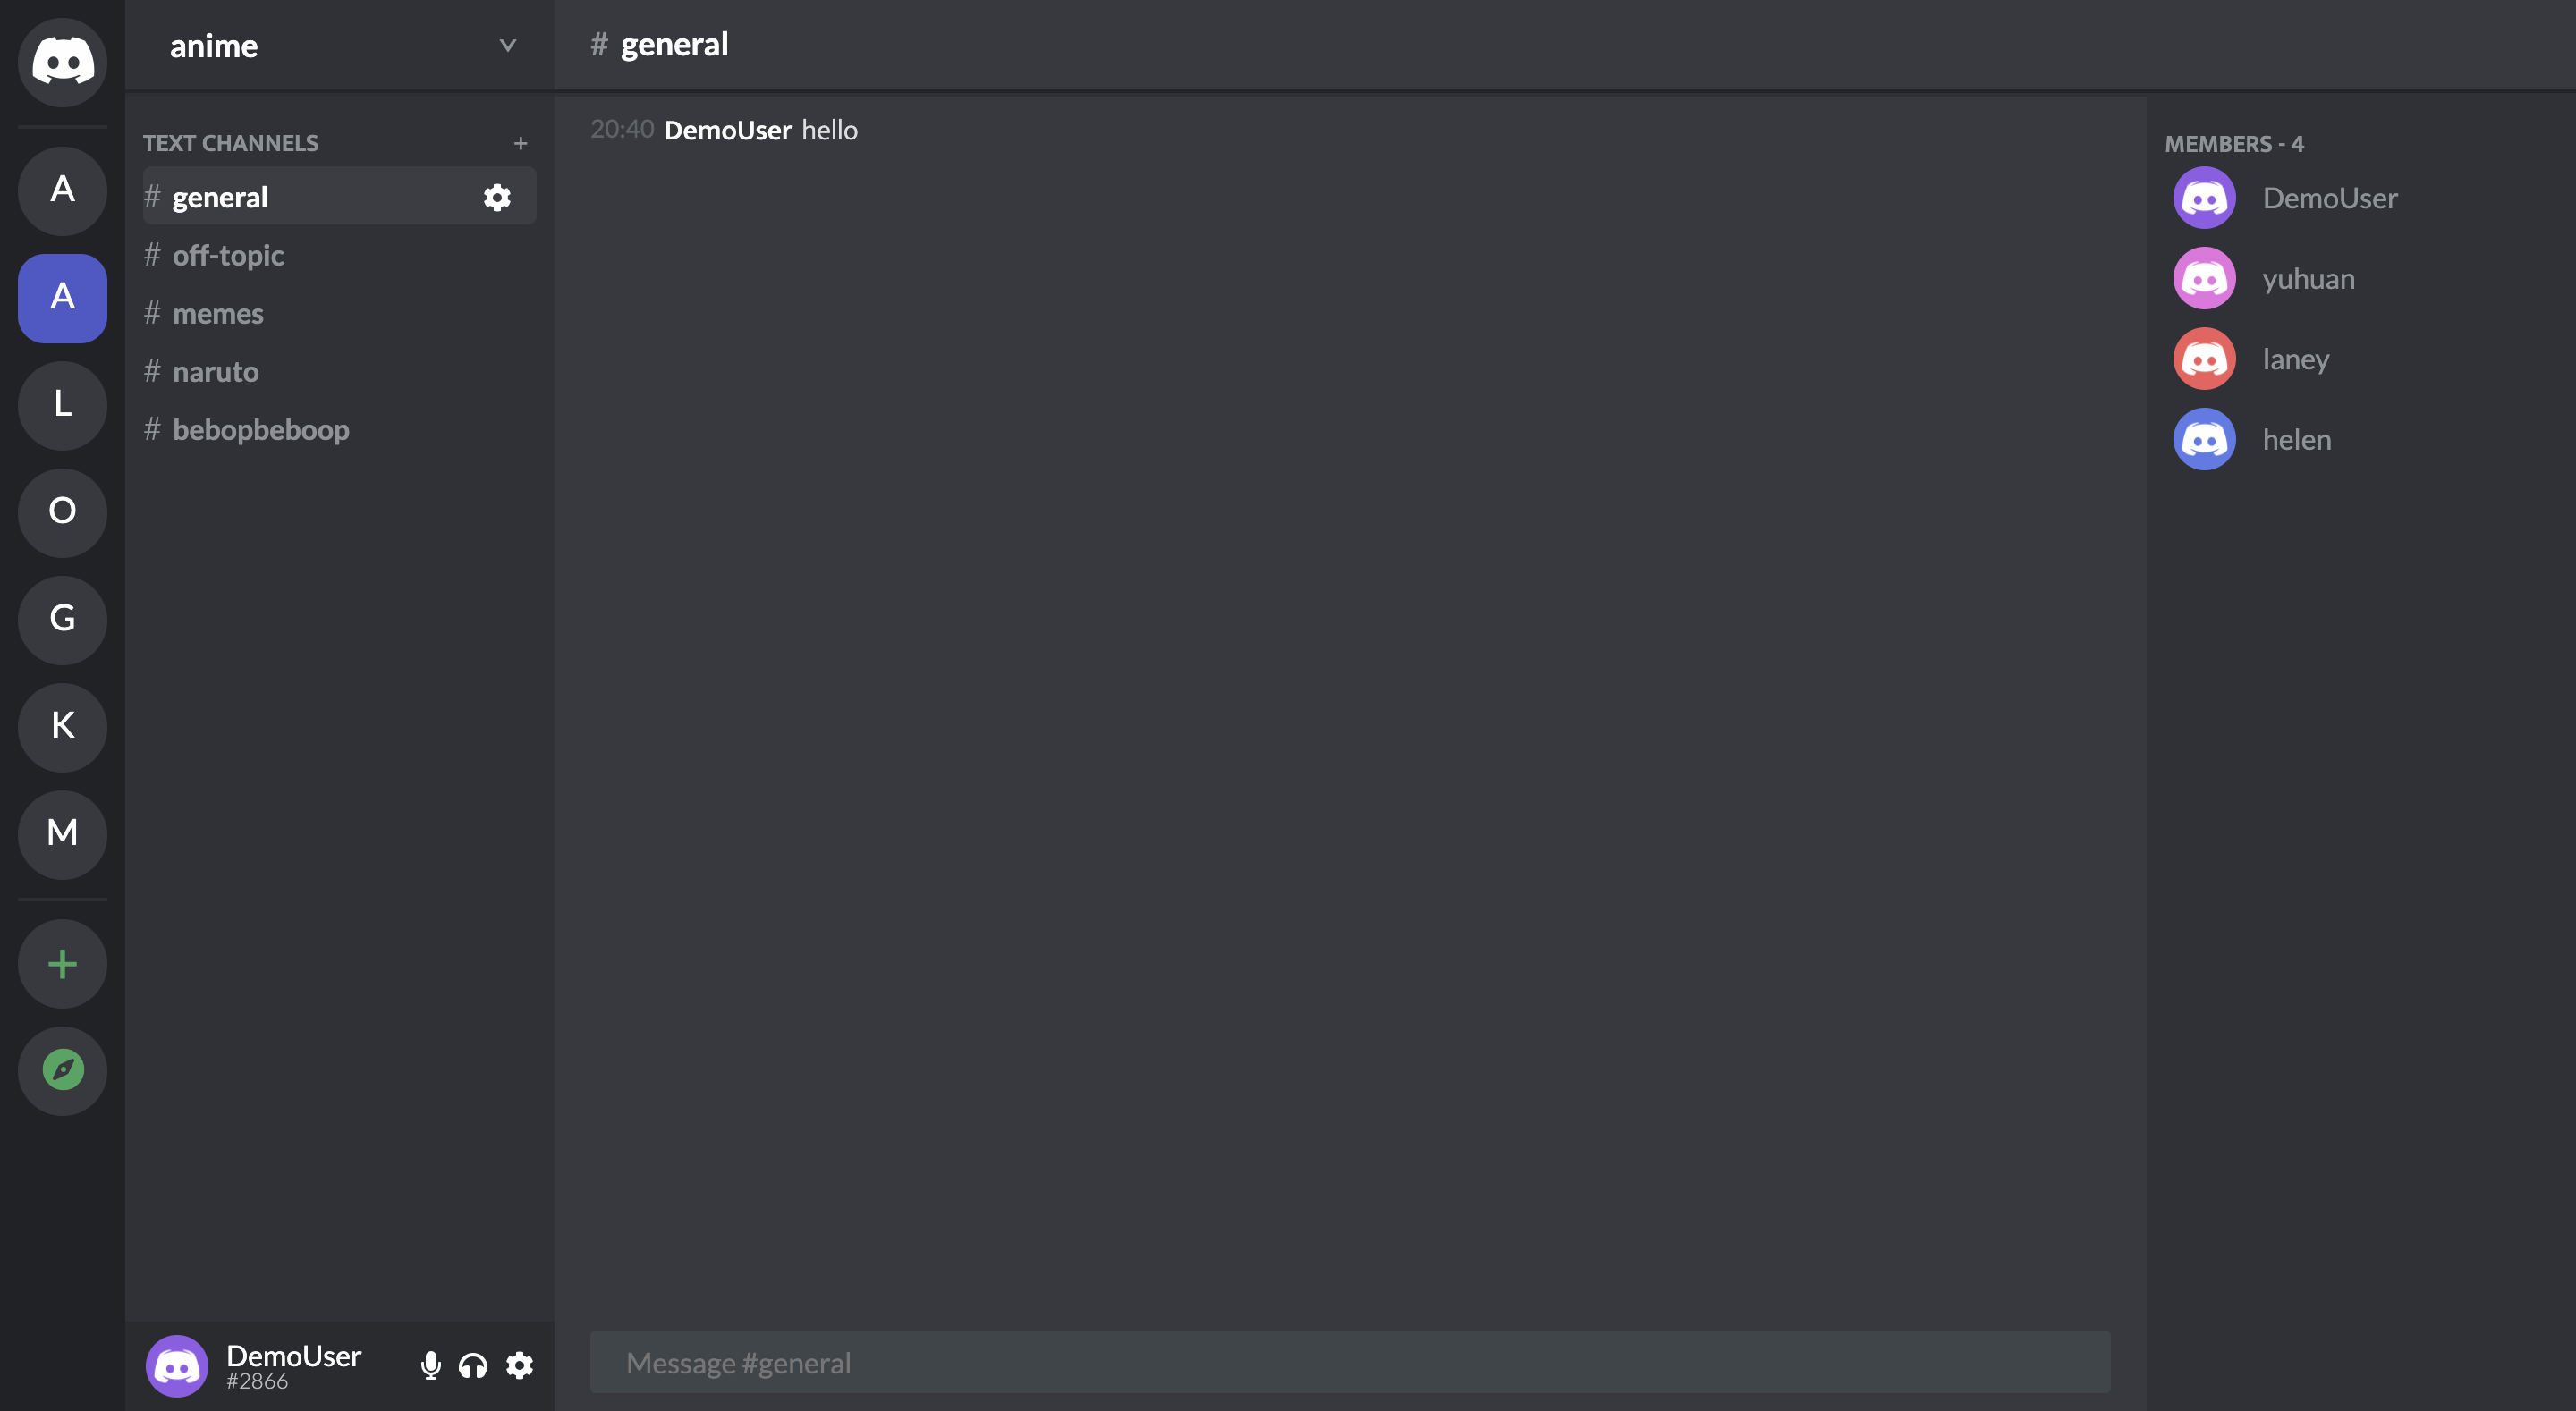 A
A
L
O
G
K
M
anime
TEXT CHANNELS +
# general
# off-topic
# memes
# naruto
# bebopbeboop
DemoUser
#2866
# general
20:40 DemoUser hello
Message #general
MEMBERS - 4
DemoUser
yuhuan
laney
helen